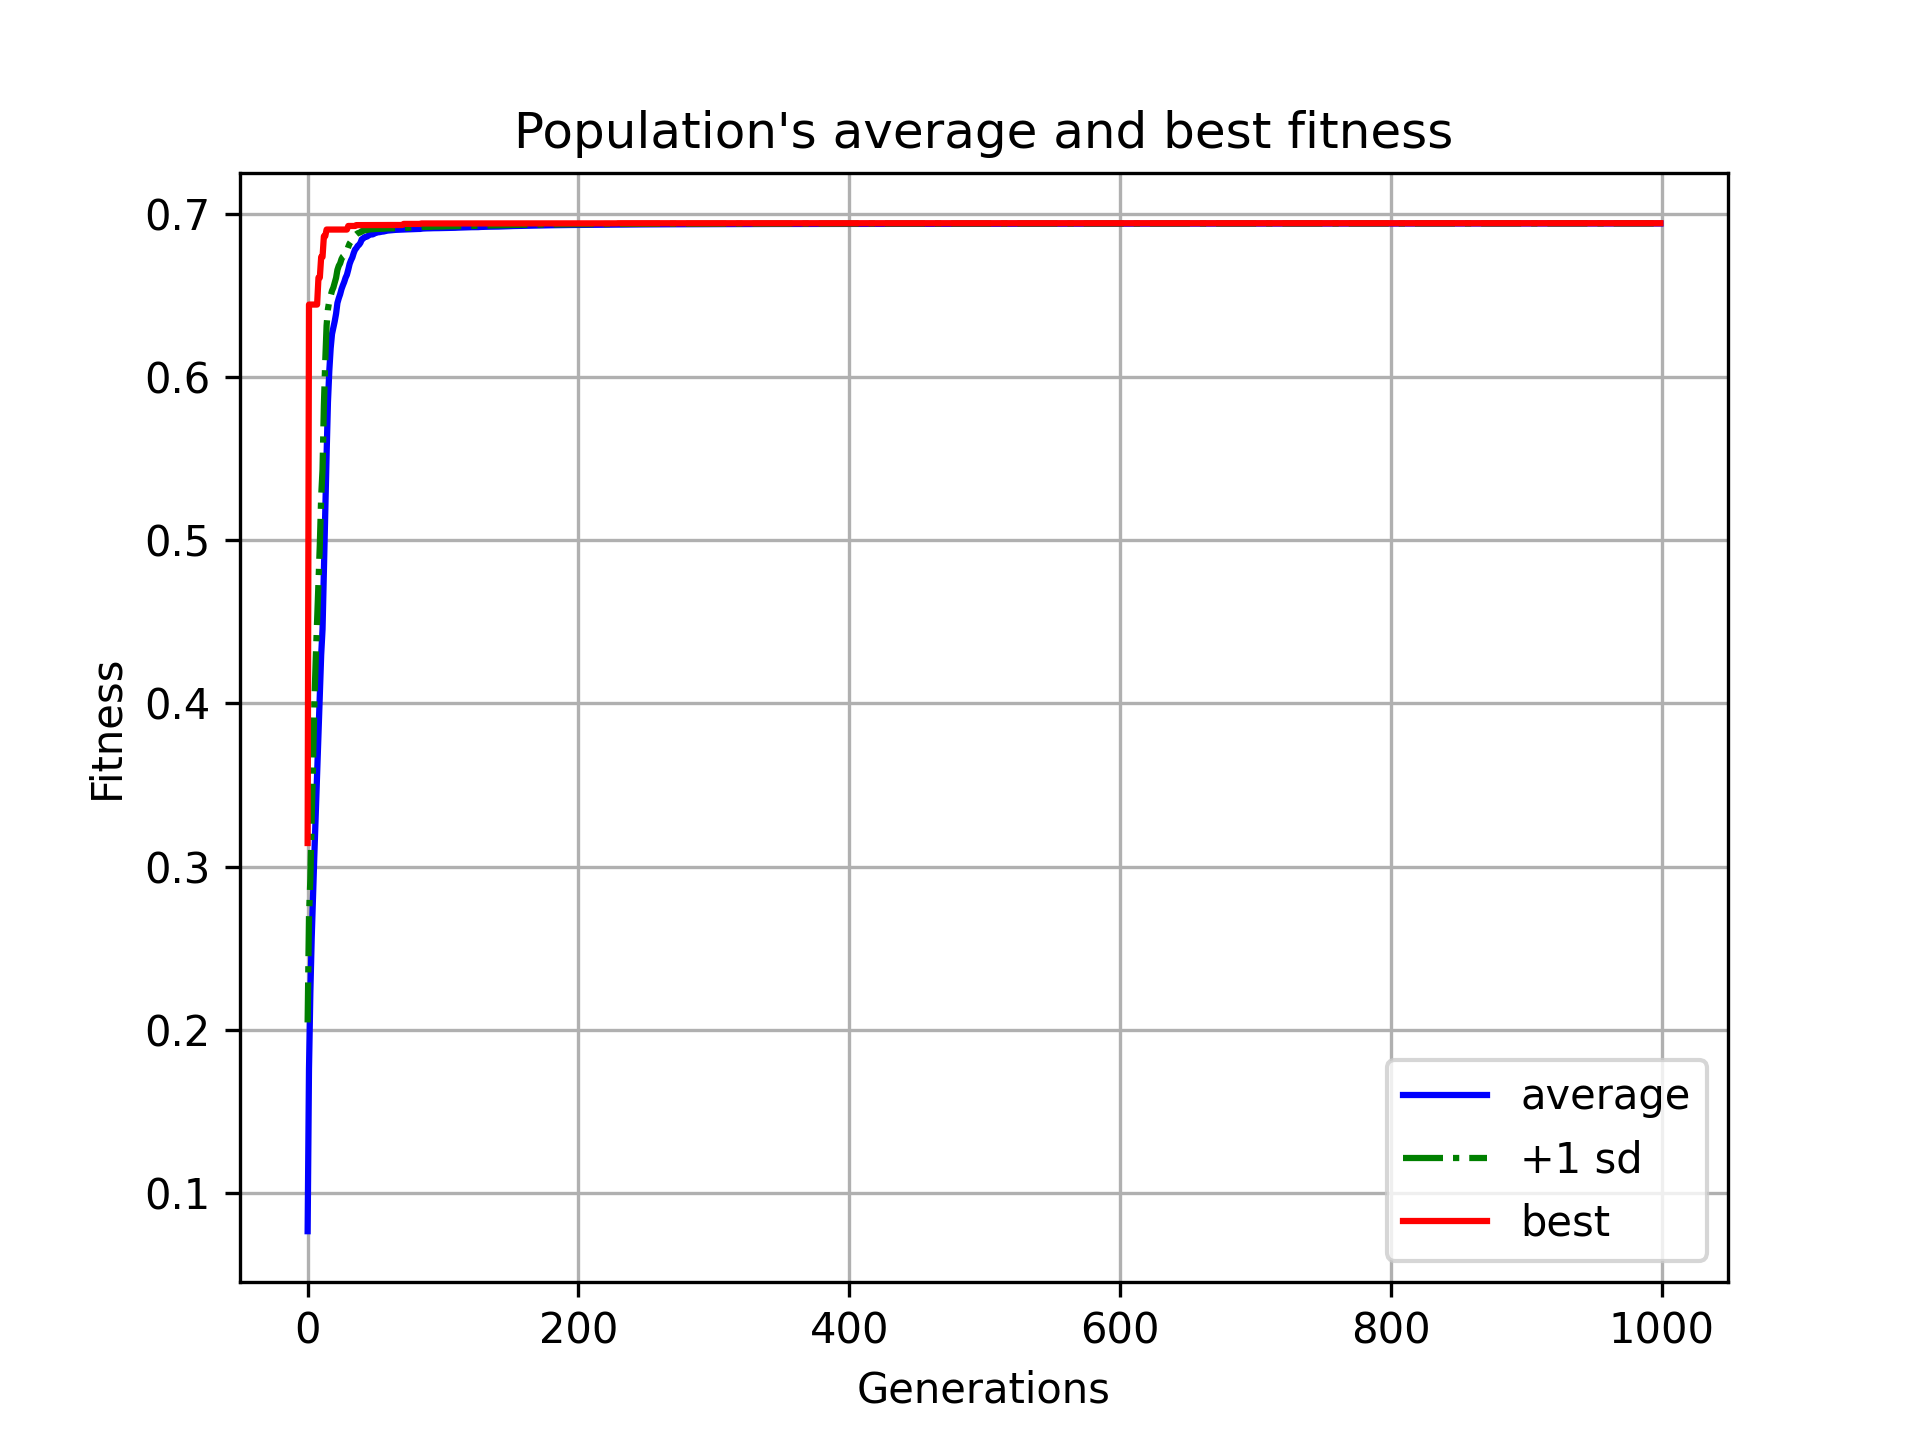 Population's average and best fitness
0.7
0.6
0.5
0.4
0.3
0.2
0.1
Fitness
average
+1 sd
best
0 200 400 600 800 1000
Generations